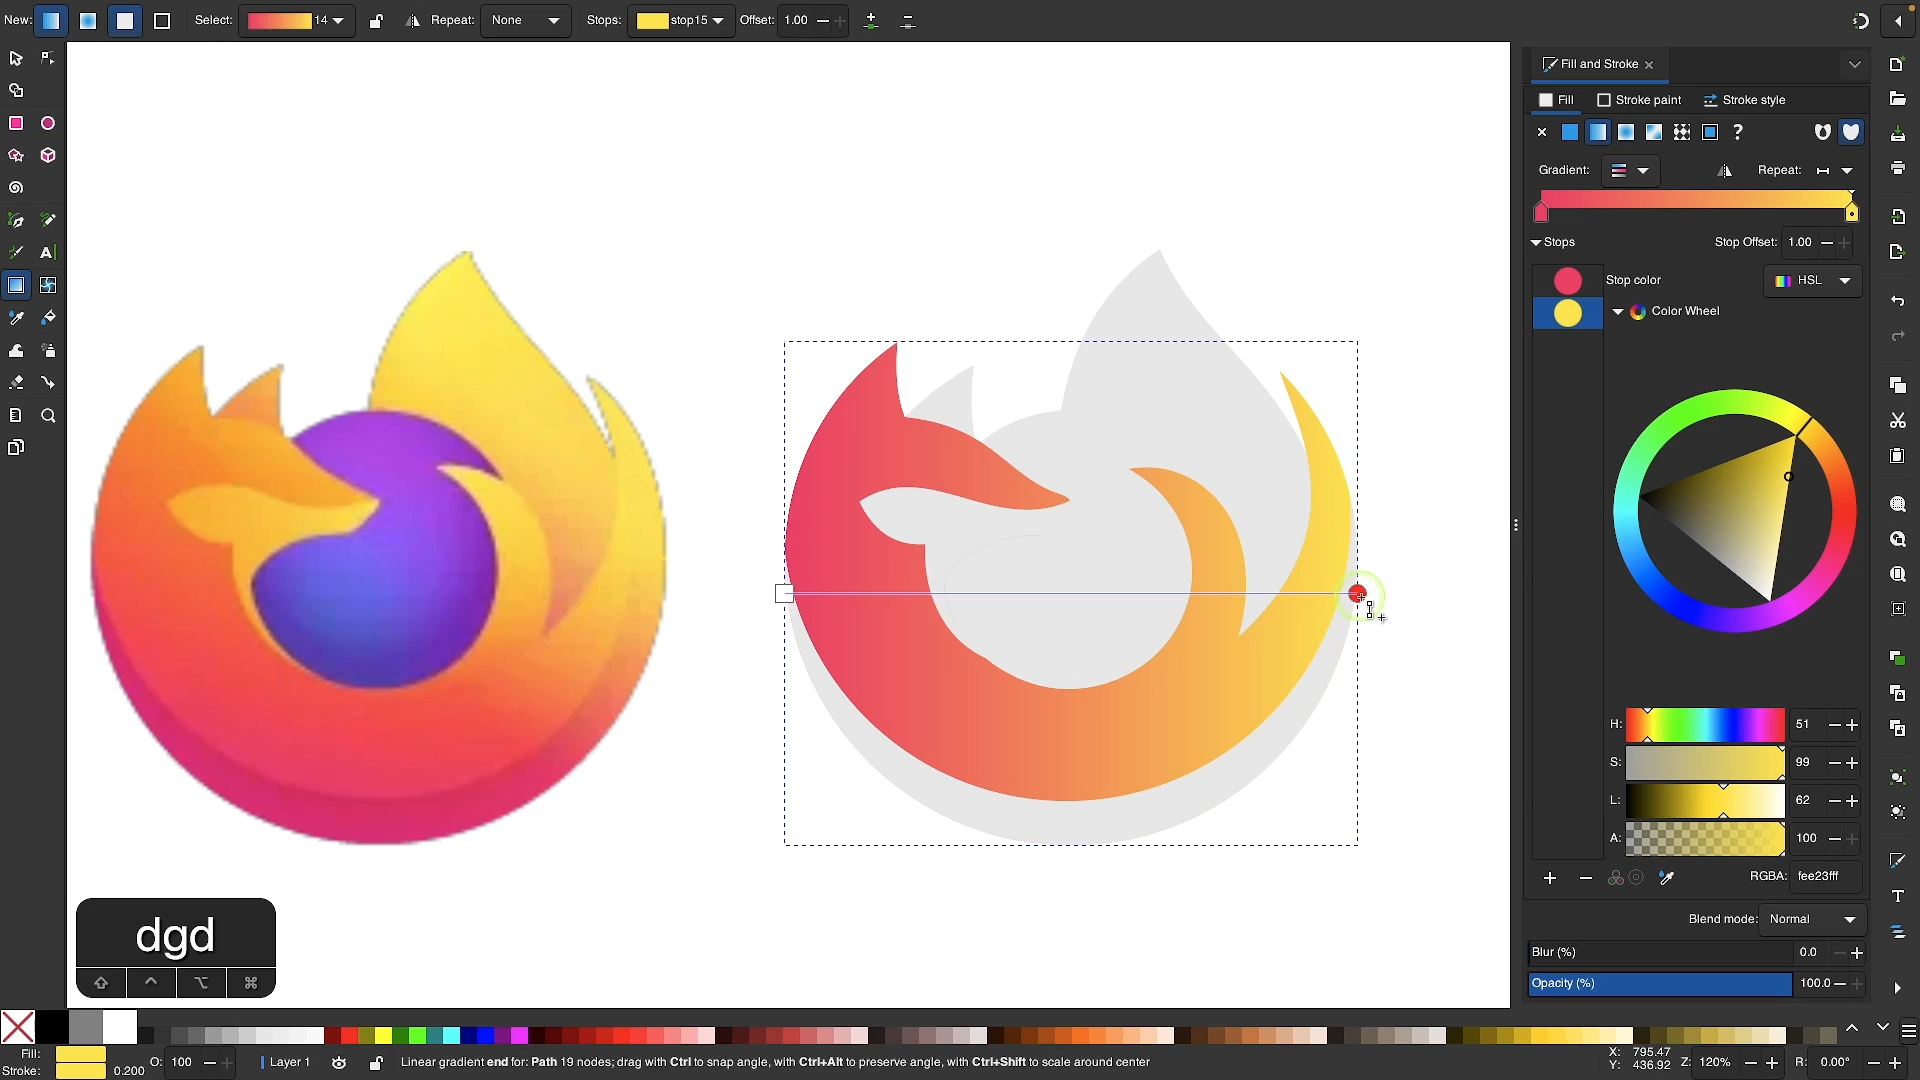 New: Select: 14 Repeat: None Stops: stop15 Offset: 1.00
Fill and Stroke
Fill Stroke paint Stroke style
?
Gradient: Repeat:
Stops Stop Offset: 1.00
Stop color HSL
Color Wheel
H: 51
S: 99
L: 62
A: 100
RGBA: fee23fff
Blend mode: Normal
Blur (%) 0.0
Opacity (%) 100.0
dgd
Fill: O: 100 Layer 1 Linear gradient end for: Path 19 nodes; drag with Ctrl to snap angle, with Ctrl+Alt to preserve angle, with Ctrl+Shift to scale around center X: 795.47 Z: 120% R: 0.00°
Stroke: 0.200 Y: 436.92